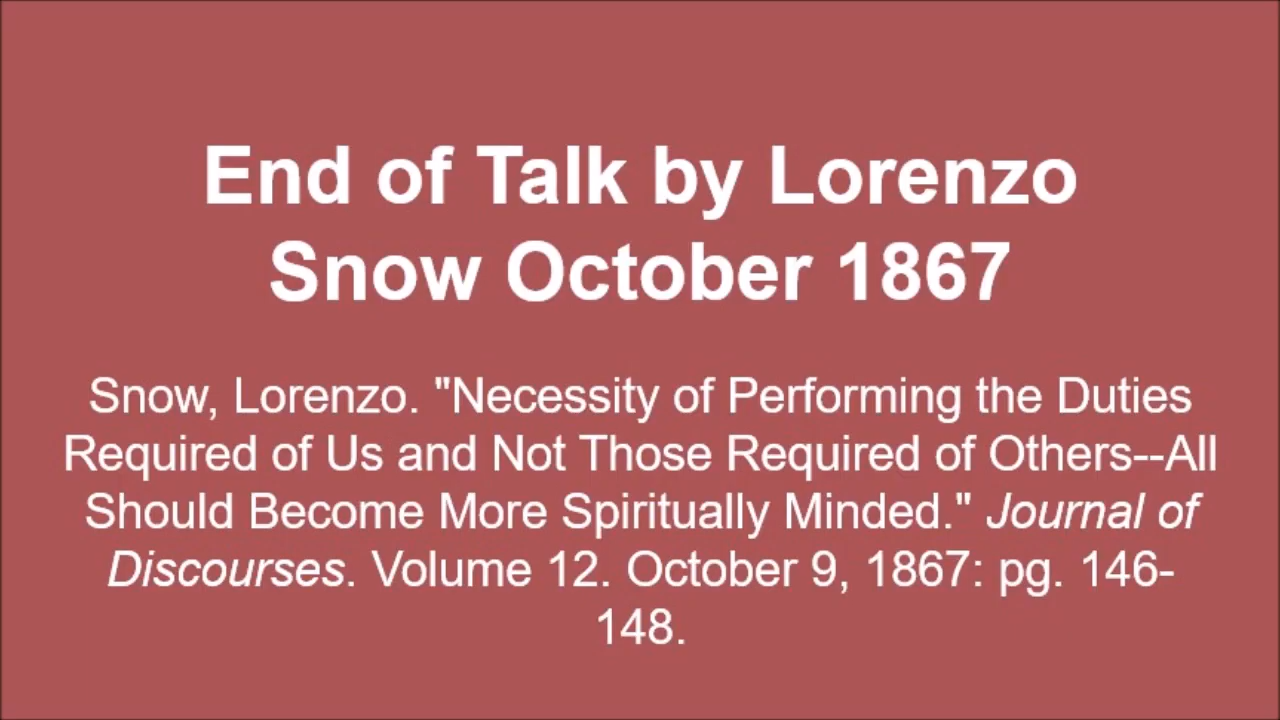 End of Talk by Lorenzo
Snow October 1867
Snow, Lorenzo. "Necessity of Performing the Duties
Required of Us and Not Those Required of Others--All
Should Become More Spiritually Minded." Journal of
Discourses. Volume 12. October 9, 1867: pg. 146-
148.